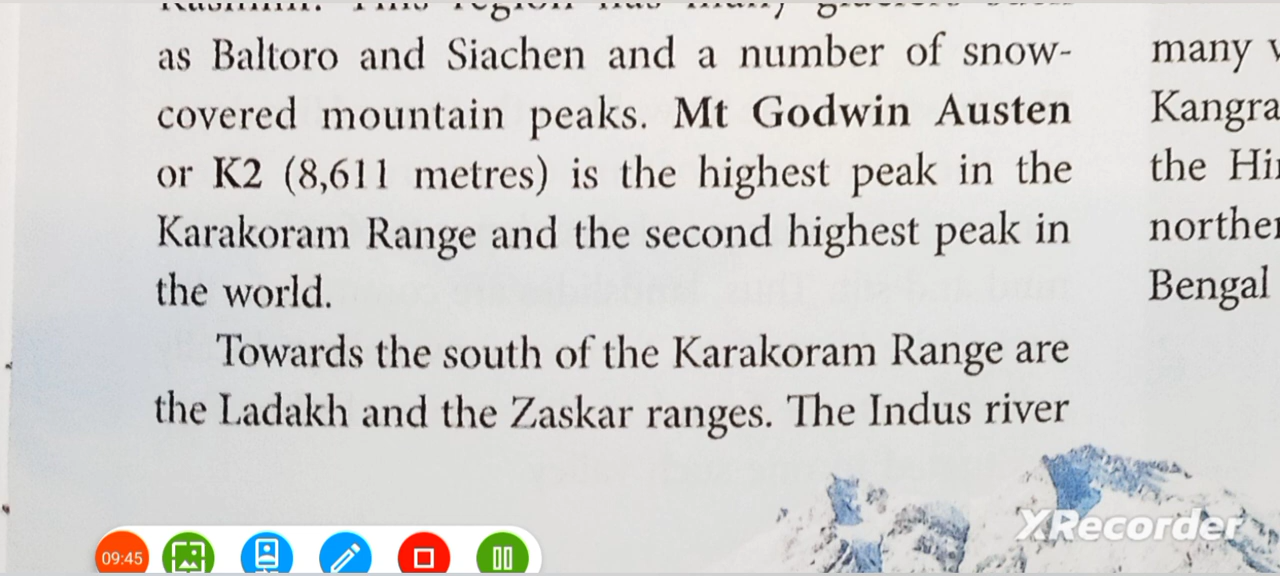 as Baltoro and Siachen and a number of snow-
covered mountain peaks. Mt Godwin Austen
or K2 (8,611 metres) is the highest peak in the
Karakoram Range and the second highest peak in
the world.
Towards the south of the Karakoram Range are
the Ladakh and the Zaskar ranges. The Indus river
many
Kangra
the
Bengal
XRecorder
09:45